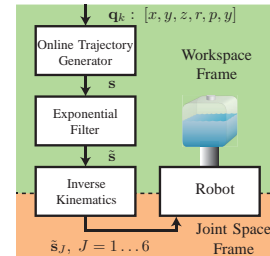 q_k : [x, y, z, r, p, y]
Online Trajectory
Generator
s
Workspace
Frame
Exponential
Filter
s̃
Inverse
Kinematics
Robot
s̃_J, J = 1 … 6
Joint Space
Frame